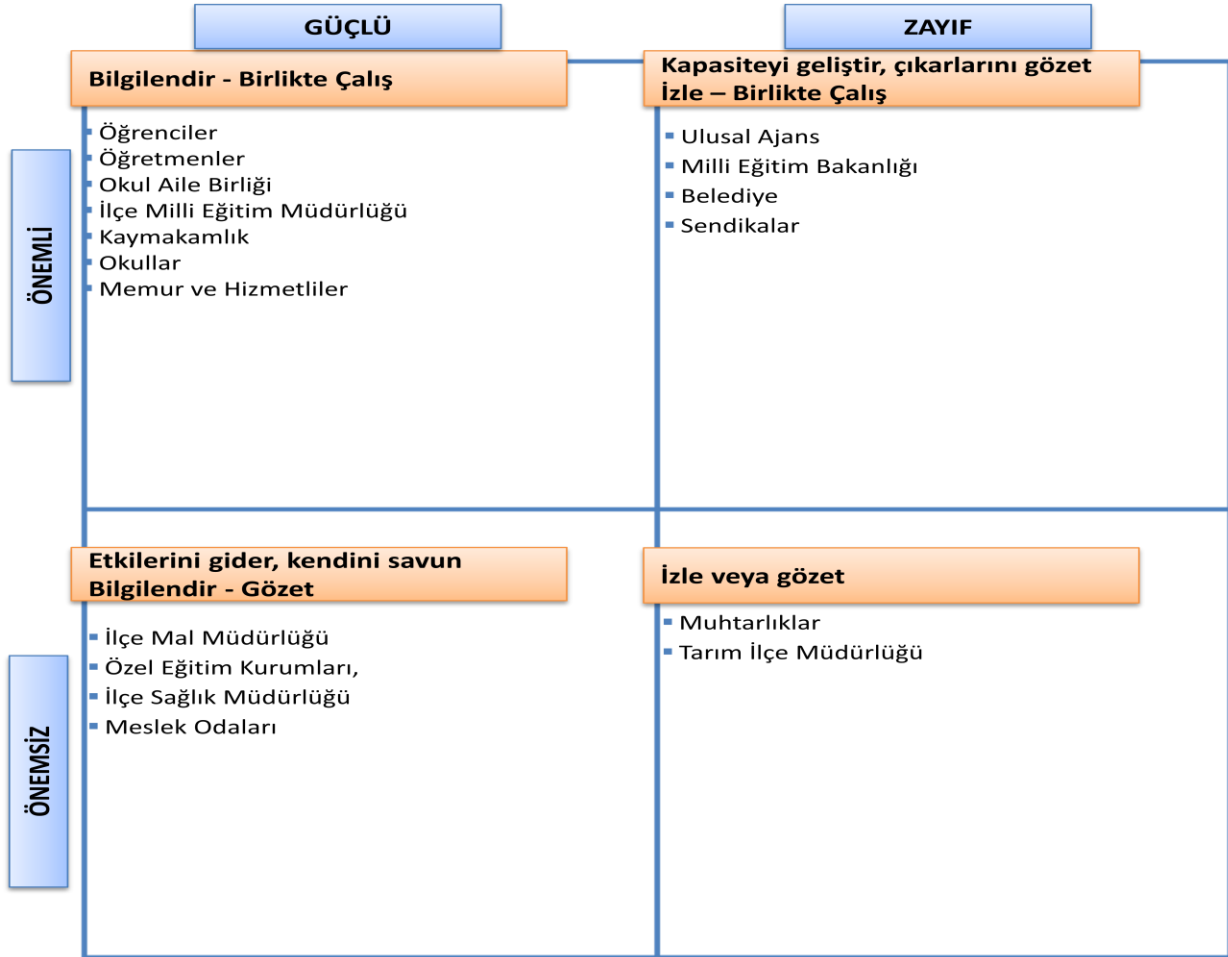 GÜÇLÜ
ZAYIF
ÖNEMLİ
Bilgilendir - Birlikte Çalış
Öğrenciler
Öğretmenler
Okul Aile Birliği
İlçe Milli Eğitim Müdürlüğü
Kaymakamlık
Okullar
Memur ve Hizmetliler
Kapasiteyi geliştir, çıkarlarını gözet
İzle – Birlikte Çalış
Ulusal Ajans
Milli Eğitim Bakanlığı
Belediye
Sendikalar
ÖNEMSİZ
Etkilerini gider, kendini savun
Bilgilendir - Gözet
İlçe Mal Müdürlüğü
Özel Eğitim Kurumları,
İlçe Sağlık Müdürlüğü
Meslek Odaları
İzle veya gözet
Muhtarlıklar
Tarım İlçe Müdürlüğü